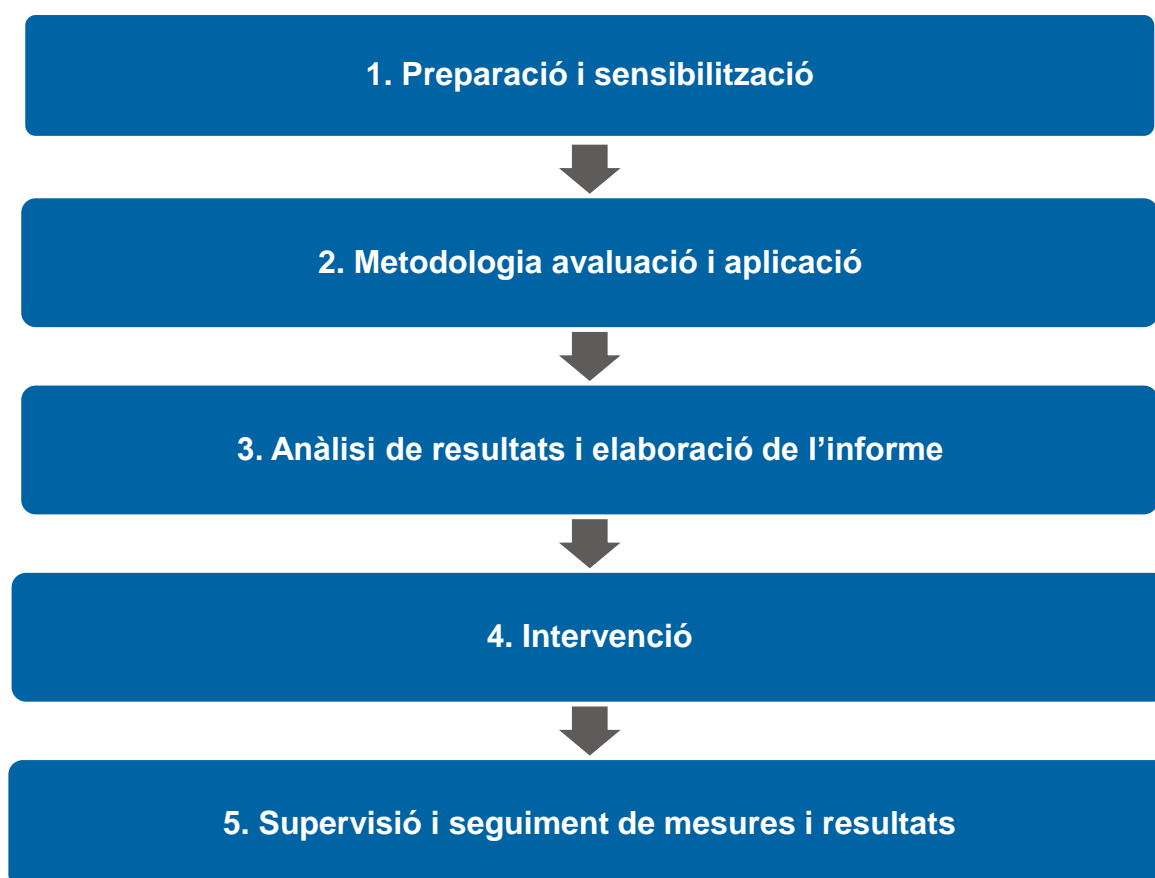 1. Preparació i sensibilització
2. Metodologia avaluació i aplicació
3. Anàlisi de resultats i elaboració de l’informe
4. Intervenció
5. Supervisió i seguiment de mesures i resultats